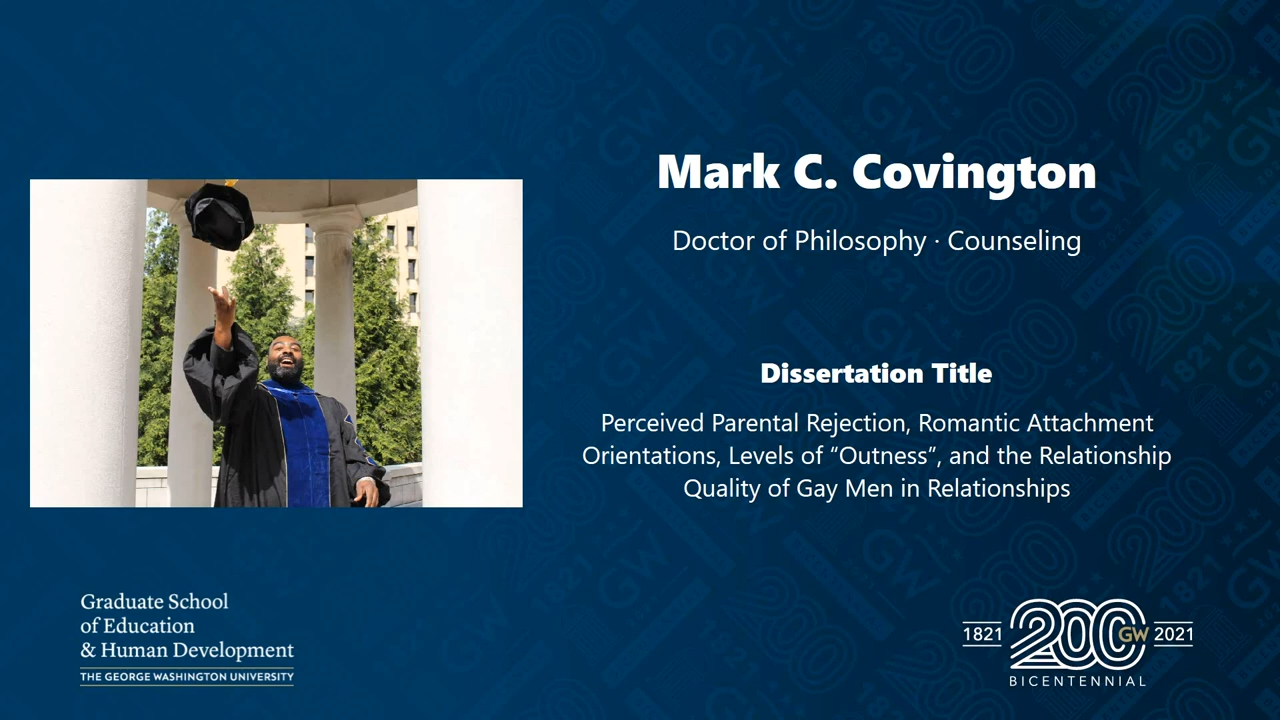 Mark C. Covington
Doctor of Philosophy · Counseling
Dissertation Title
Perceived Parental Rejection, Romantic Attachment
Orientations, Levels of “Outness”, and the Relationship
Quality of Gay Men in Relationships
Graduate School
of Education
& Human Development
THE GEORGE WASHINGTON UNIVERSITY
1821 200 GW 2021
BICENTENNIAL